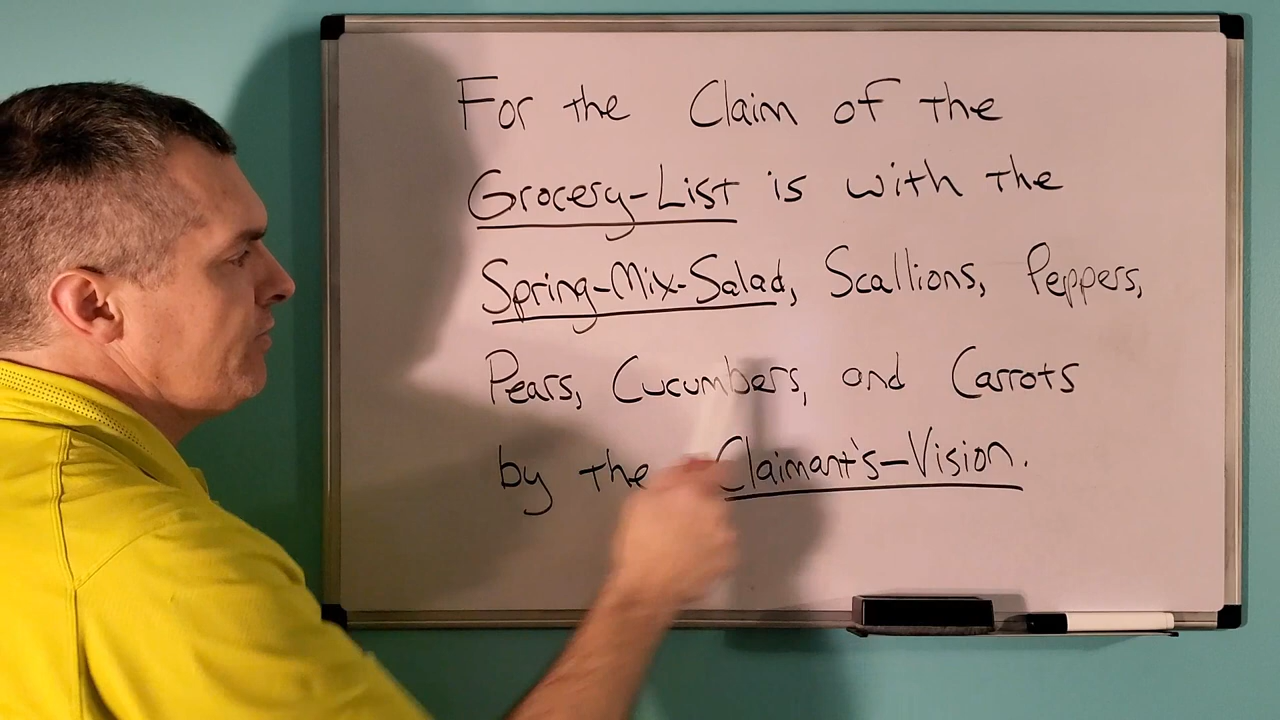 For the Claim of the
Grocery-List is with the
Spring-Mix-Salad, Scallions, Peppers,
Pears, Cucumbers, and Carrots
by the Claimant's-Vision.